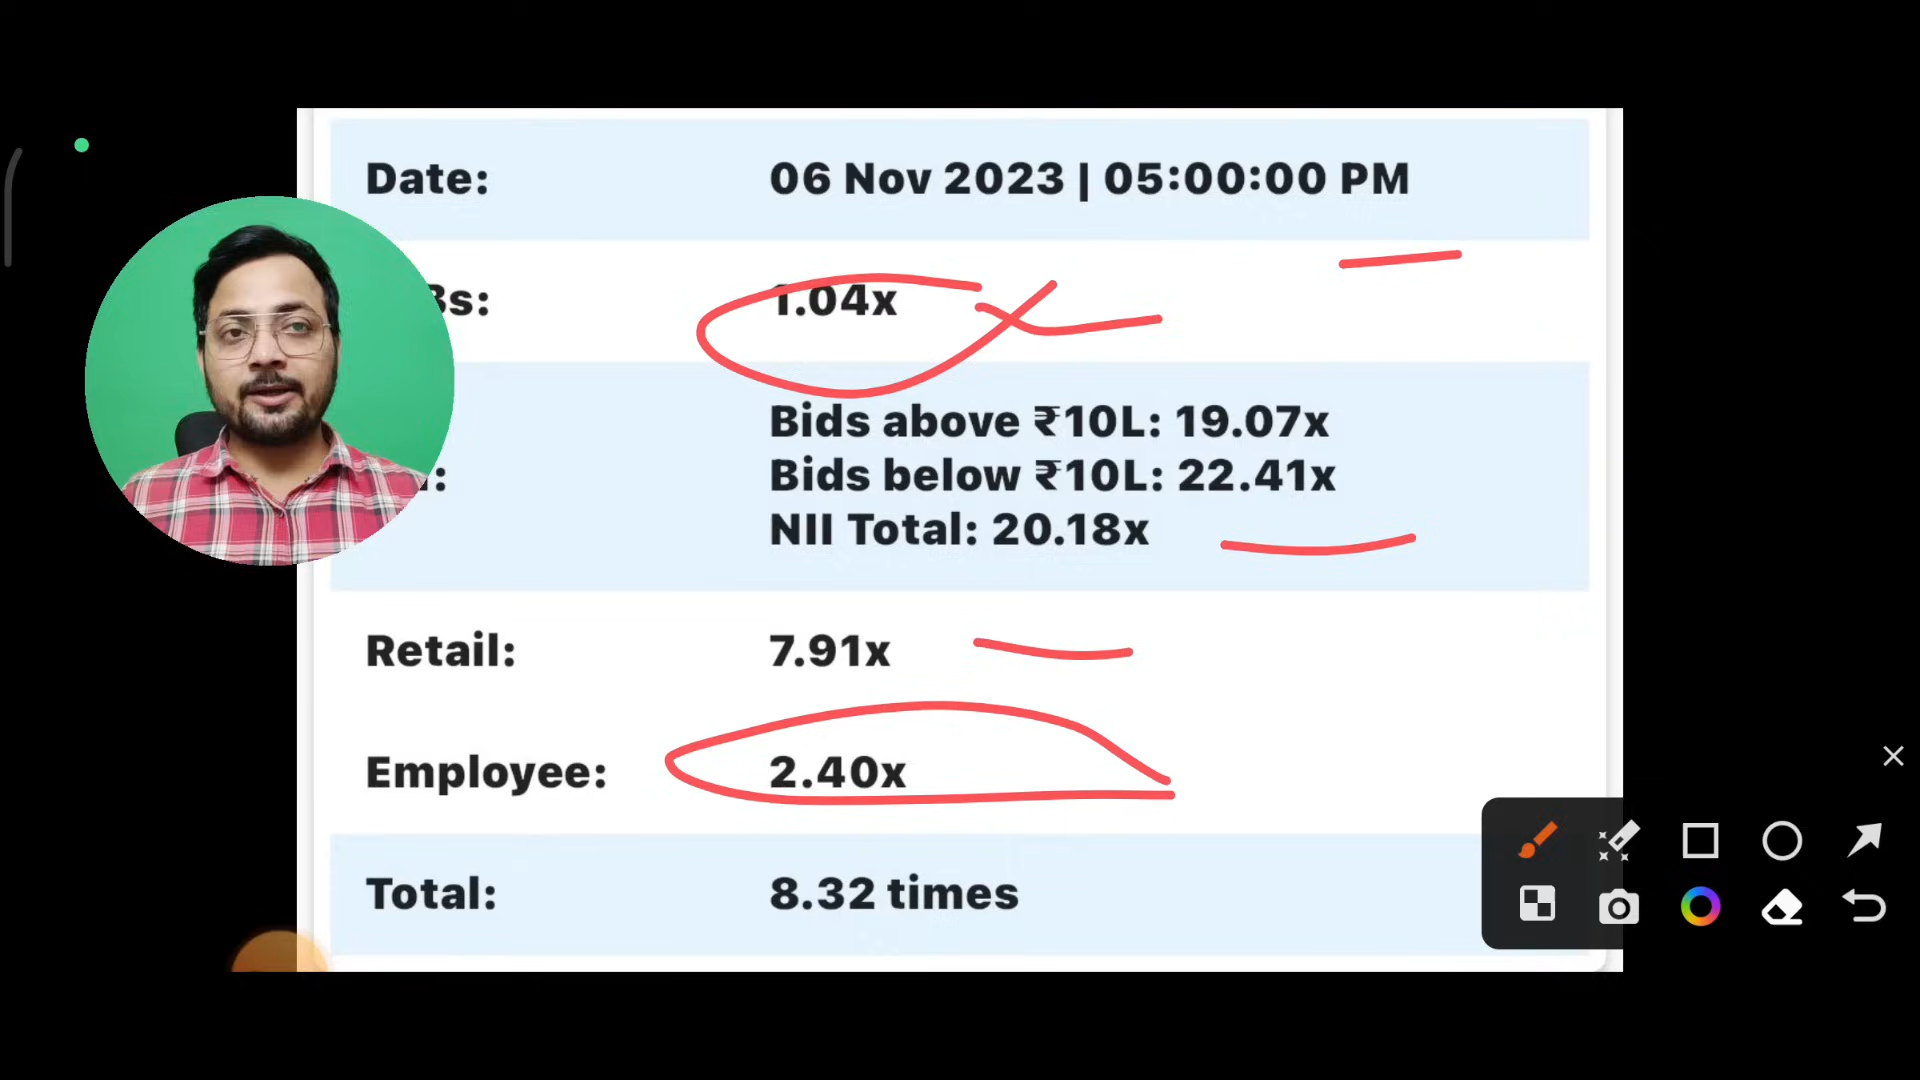 Date: 06 Nov 2023 | 05:00:00 PM
Bs: 1.04x
Bids above ₹10L: 19.07x
Bids below ₹10L: 22.41x
NII Total: 20.18x
Retail: 7.91x
Employee: 2.40x
Total: 8.32 times